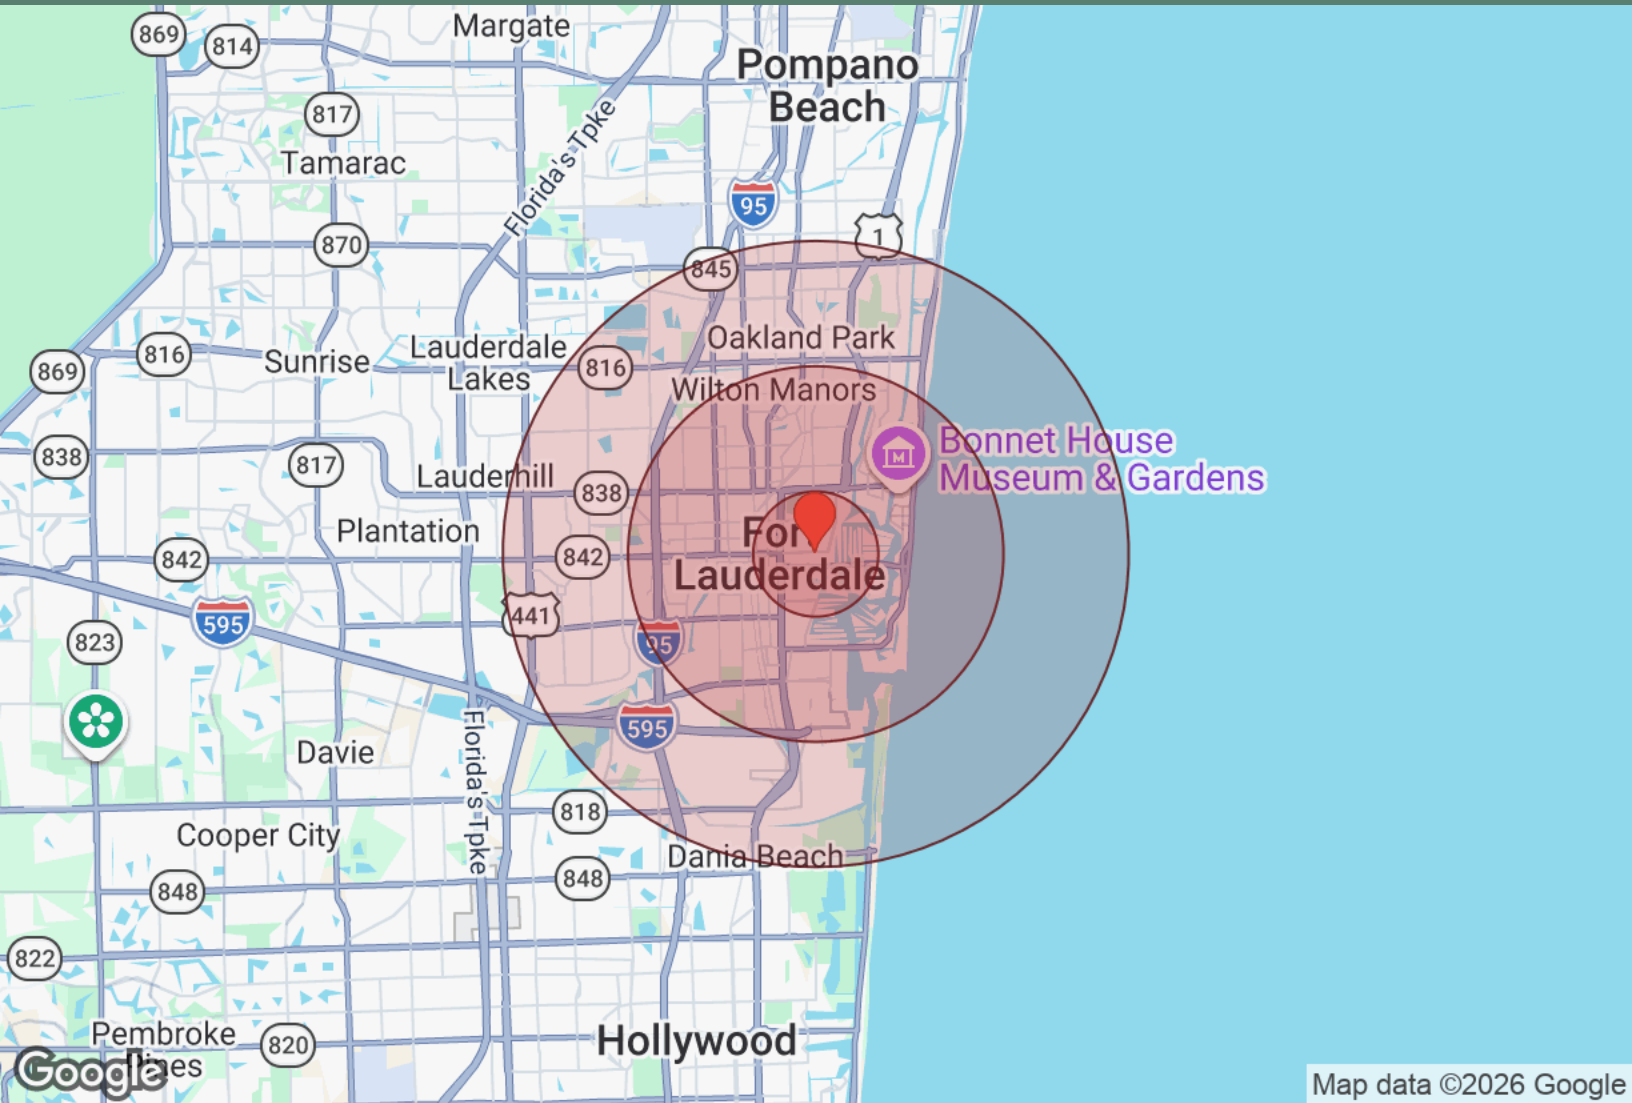 869
814
Margate
Pompano
Beach
817
Florida's Tpke
Tamarac
95
1
870
845
Oakland Park
816
Lauderdale
Lakes
Sunrise
869
816
Wilton Manors
Bonnet House
Museum & Gardens
838
817
Lauderhill
838
Plantation
Fort
Lauderdale
842
842
441
595
823
95
595
Florida's Tpke
Davie
818
Cooper City
Dania Beach
848
848
822
Hollywood
Pembroke
Pines
820
Google
Map data ©2026 Google